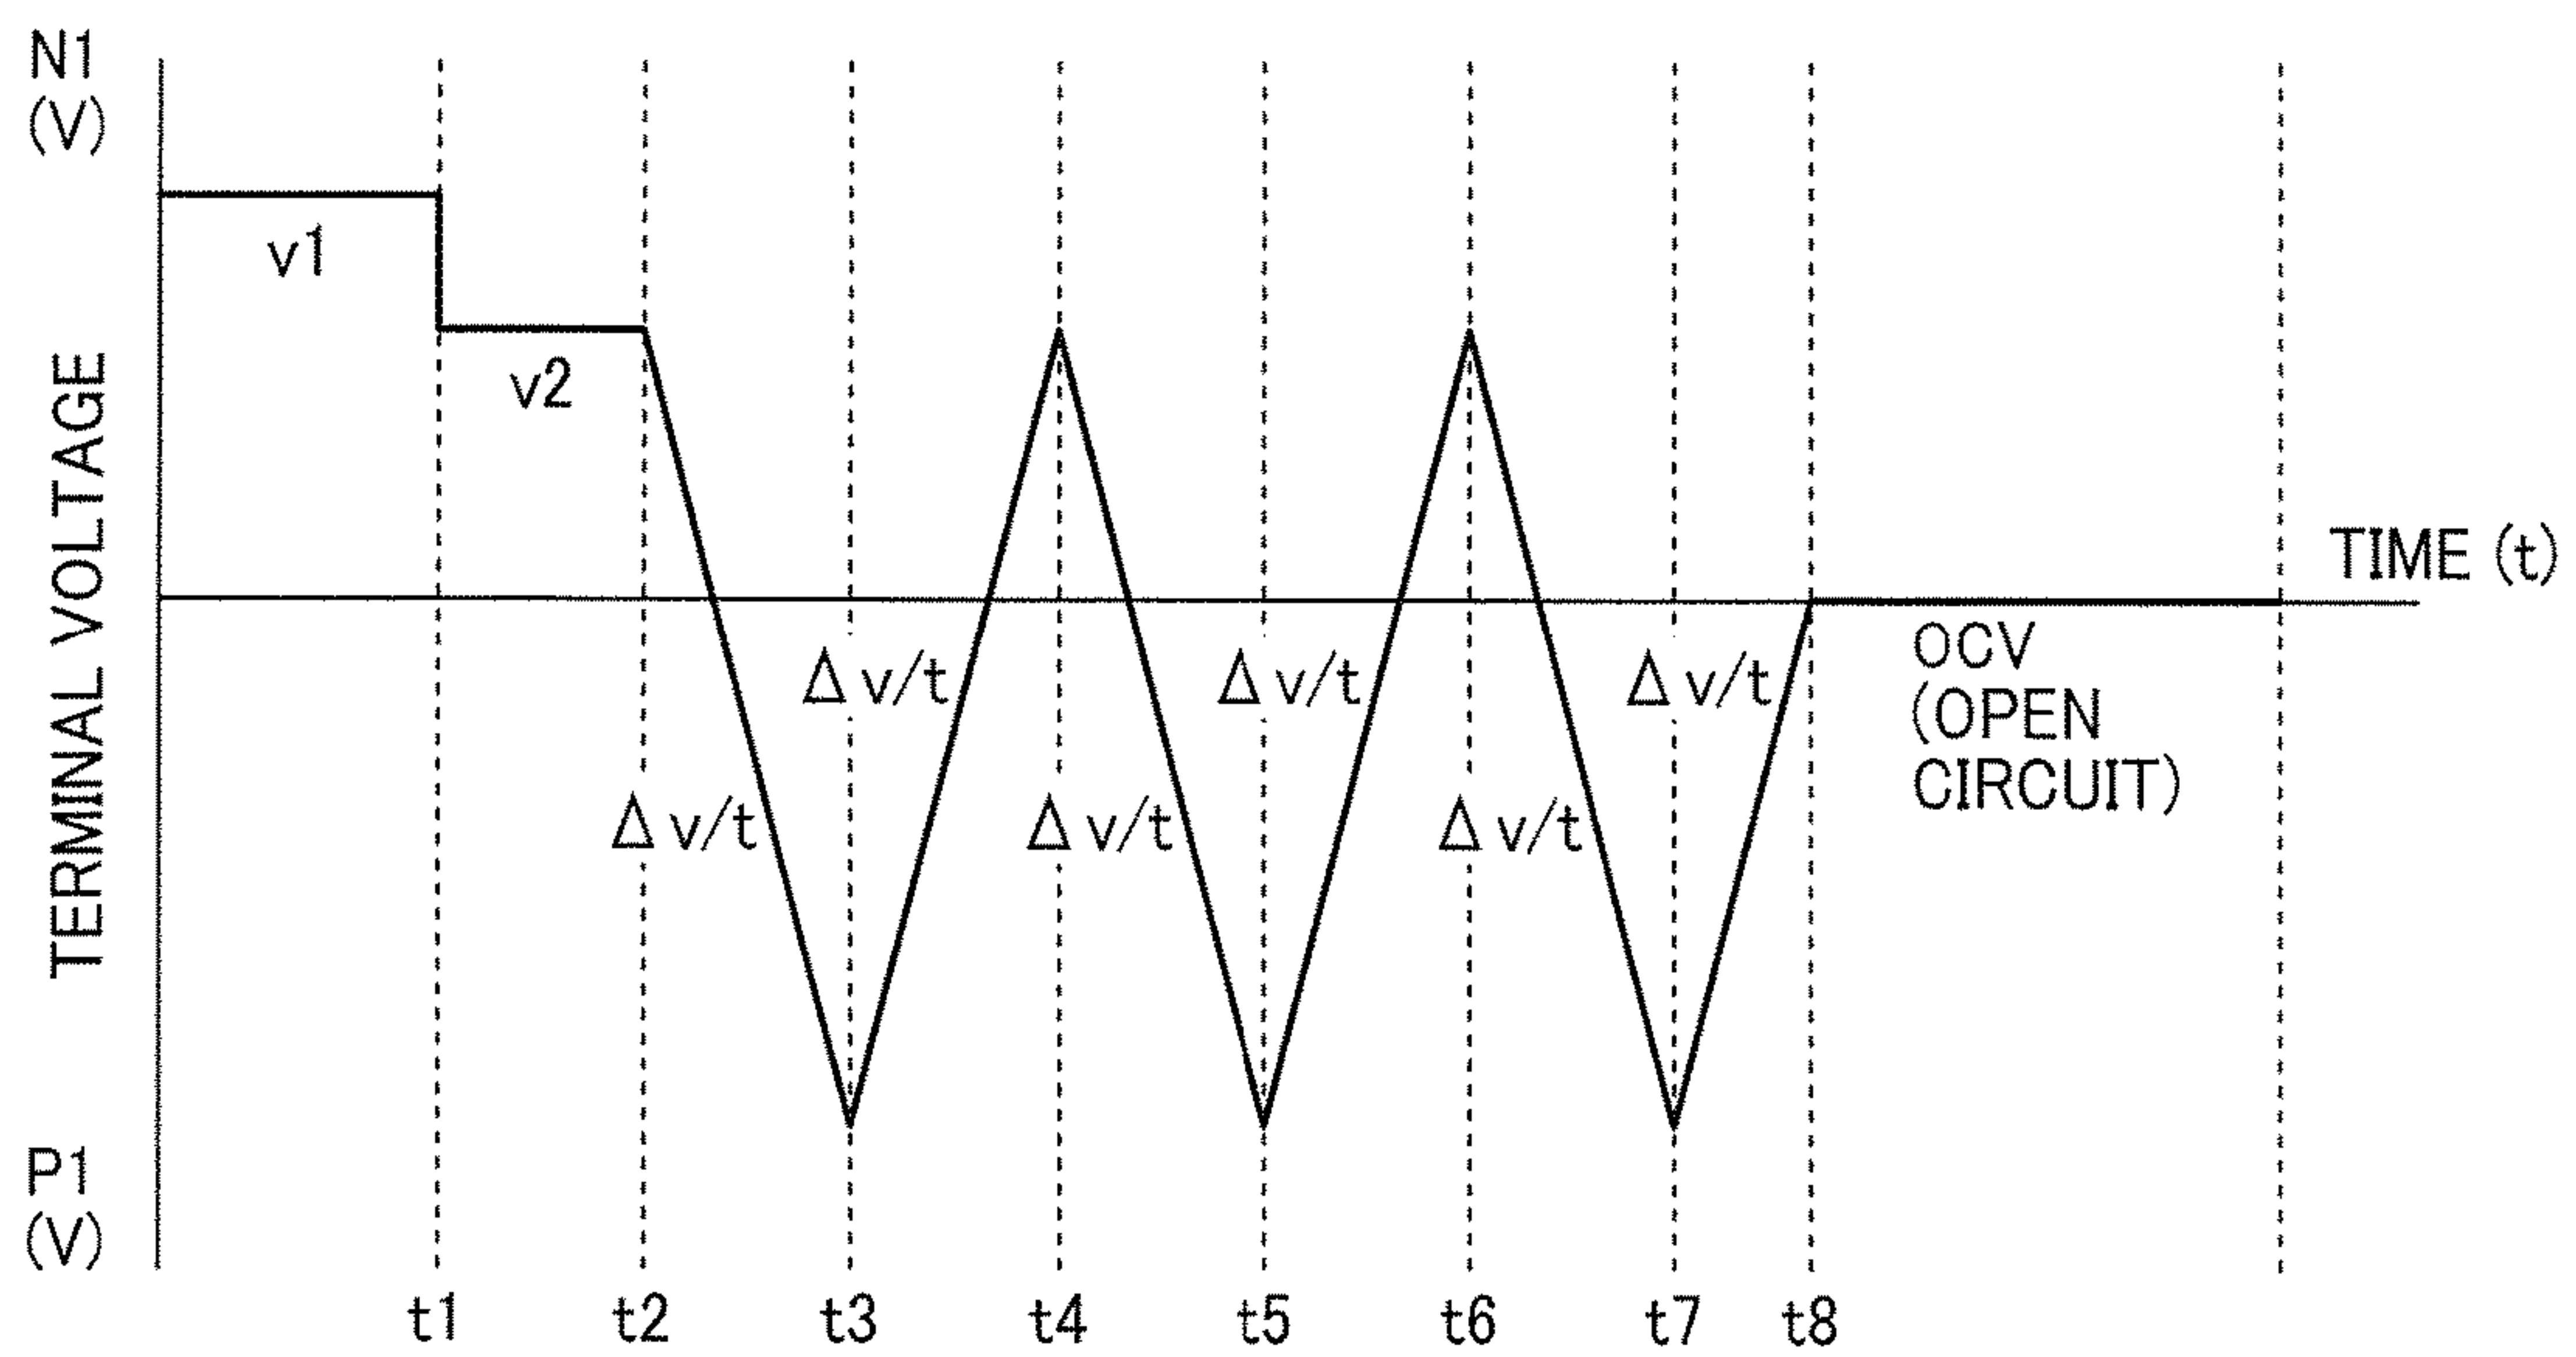 N1
(V)
TERMINAL VOLTAGE
P1
(V)
v1
v2
Δv/t
Δv/t
Δv/t
Δv/t
Δv/t
Δv/t
TIME (t)
OCV
(OPEN
CIRCUIT)
t1 t2 t3 t4 t5 t6 t7 t8